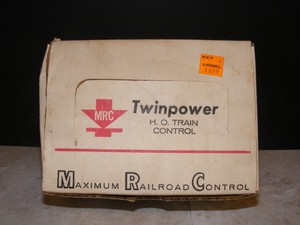 MRC
Twinpower
H. O. TRAIN
CONTROL
MAXIMUM RAILROAD CONTROL